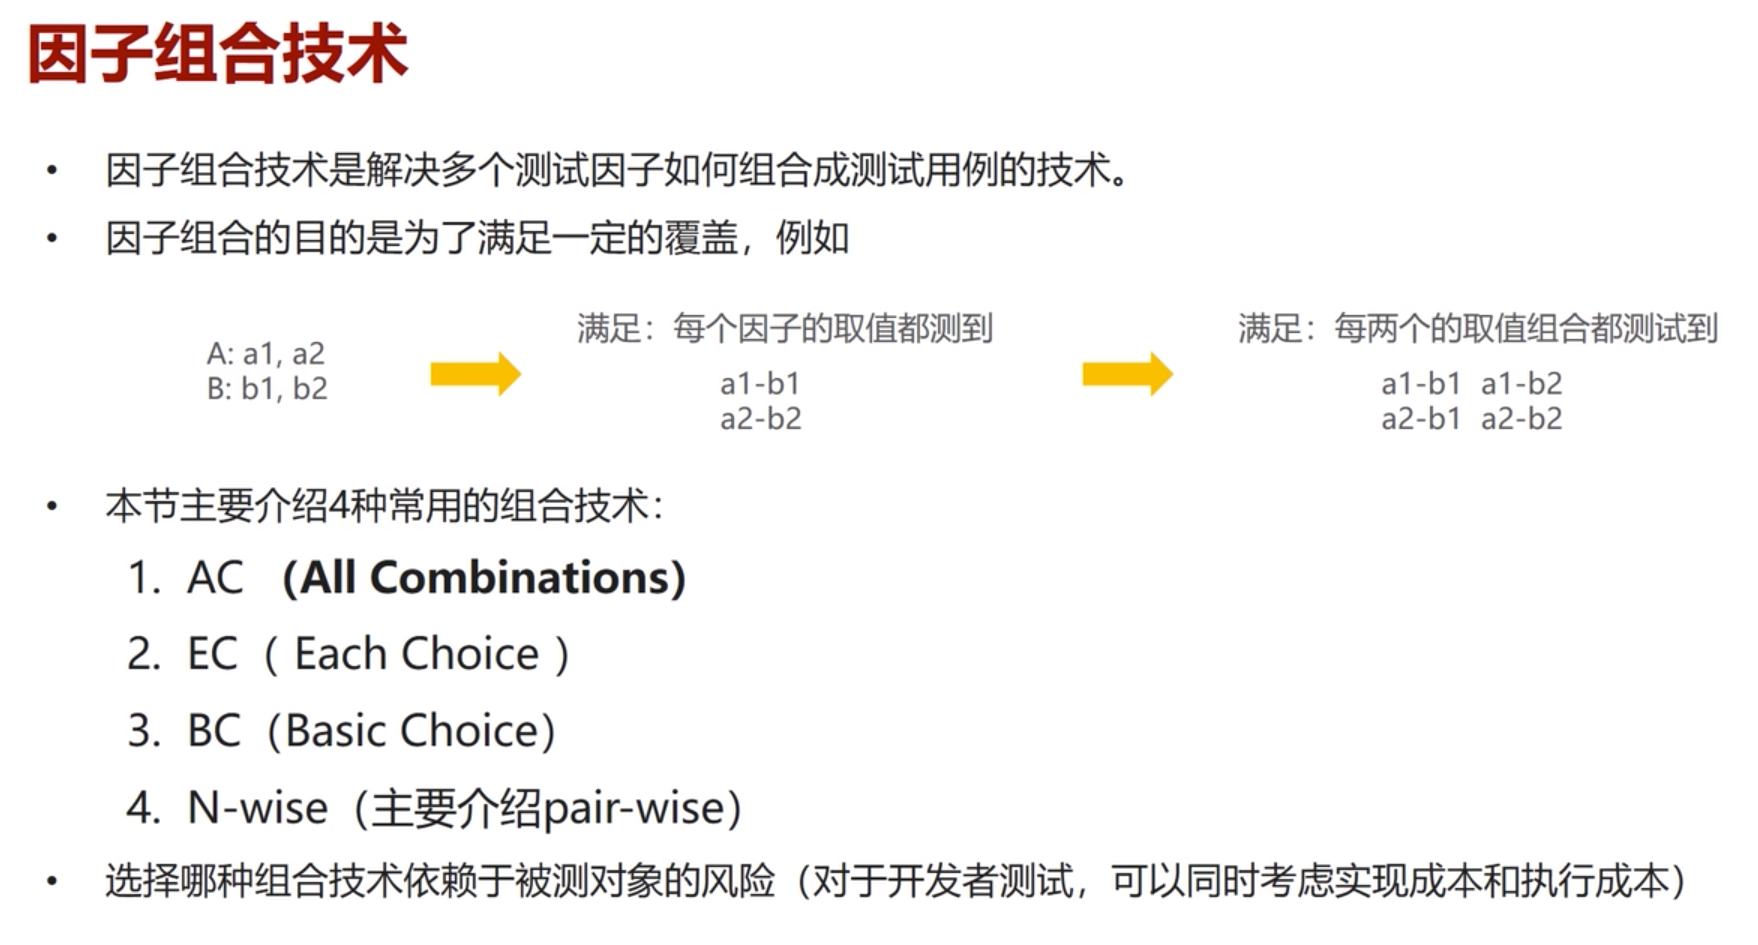 因子组合技术
• 因子组合技术是解决多个测试因子如何组合成测试用例的技术。
• 因子组合的目的是为了满足一定的覆盖，例如
A: a1, a2
B: b1, b2
满足：每个因子的取值都测到
a1-b1
a2-b2
满足：每两个的取值组合都测试到
a1-b1 a1-b2
a2-b1 a2-b2
• 本节主要介绍4种常用的组合技术：
1. AC (All Combinations)
2. EC（ Each Choice ）
3. BC（Basic Choice）
4. N-wise（主要介绍pair-wise）
• 选择哪种组合技术依赖于被测对象的风险（对于开发者测试，可以同时考虑实现成本和执行成本）